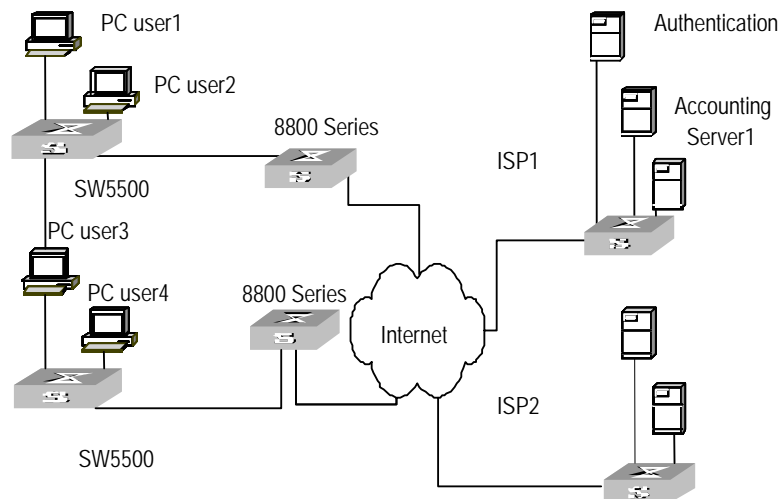 PC user1
PC user2
SW5500
8800 Series
ISP1
Authentication
Accounting
Server1
PC user3
PC user4
8800 Series
Internet
ISP2
SW5500